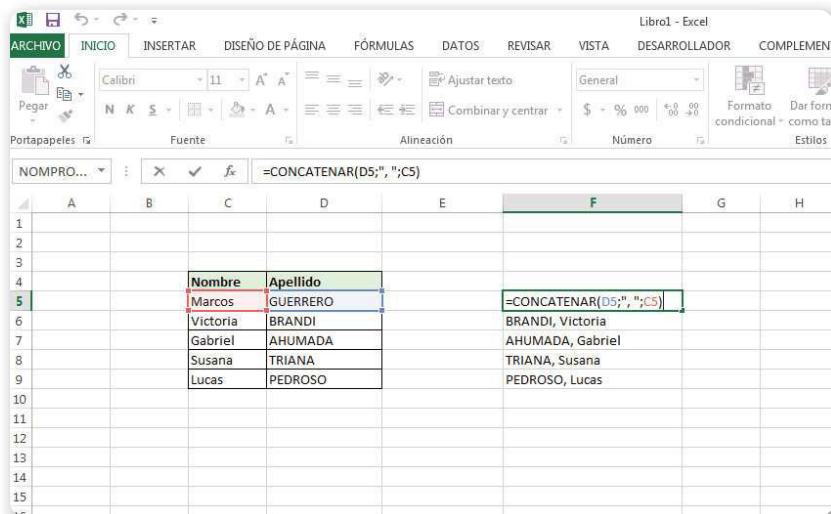 Libro1 - Excel
ARCHIVO INICIO INSERTAR DISEÑO DE PÁGINA FÓRMULAS DATOS REVISAR VISTA DESARROLLADOR COMPLEMEN
Calibri 11 A A Ajustar texto General
Pegar N K S A Combinar y centrar $ % 000 Formato condicional Dar form como ta
Portapapeles Fuente Alineación Número Estilos
NOMPRO... fx =CONCATENAR(D5;", ";C5)
A B C D E F G H
1
2
3
4 Nombre Apellido
5 Marcos GUERRERO =CONCATENAR(D5;", ";C5)
6 Victoria BRANDI BRANDI, Victoria
7 Gabriel AHUMADA AHUMADA, Gabriel
8 Susana TRIANA TRIANA, Susana
9 Lucas PEDROSO PEDROSO, Lucas
10
11
12
13
14
15